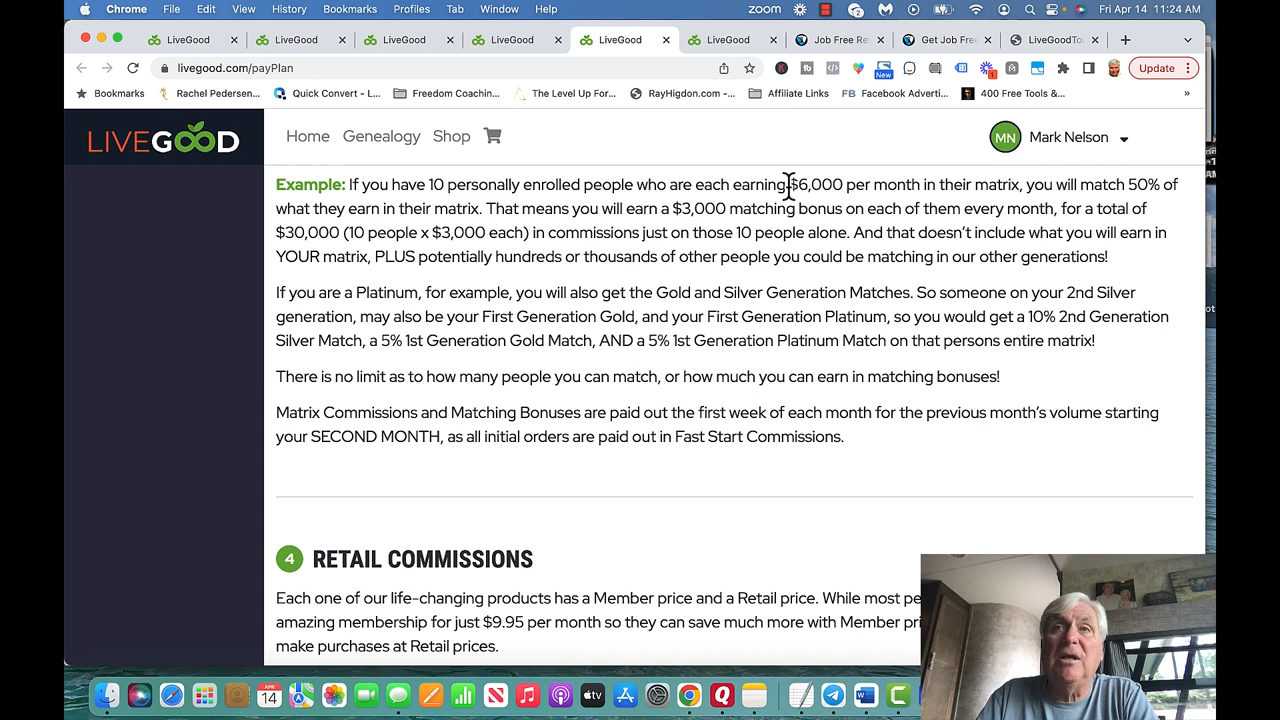 Chrome File Edit View History Bookmarks Profiles Tab Window Help zoom 2 Fri Apr 14 11:24 AM
LiveGood LiveGood LiveGood LiveGood LiveGood LiveGood Job Free Re Get Job Fre LiveGoodTo
livegood.com/payPlan New 1 Update
Bookmarks Rachel Pedersen... Quick Convert - L... Freedom Coachin... The Level Up For... RayHigdon.com -... Affiliate Links FB Facebook Adverti... 400 Free Tools &... »
LIVEGOOD Home Genealogy Shop MN Mark Nelson
Example: If you have 10 personally enrolled people who are each earning $6,000 per month in their matrix, you will match 50% of
what they earn in their matrix. That means you will earn a $3,000 matching bonus on each of them every month, for a total of
$30,000 (10 people x $3,000 each) in commissions just on those 10 people alone. And that doesn't include what you will earn in
YOUR matrix, PLUS potentially hundreds or thousands of other people you could be matching in our other generations!
If you are a Platinum, for example, you will also get the Gold and Silver Generation Matches. So someone on your 2nd Silver
generation, may also be your First Generation Gold, and your First Generation Platinum, so you would get a 10% 2nd Generation
Silver Match, a 5% 1st Generation Gold Match, AND a 5% 1st Generation Platinum Match on that persons entire matrix!
There is no limit as to how many people you can match, or how much you can earn in matching bonuses!
Matrix Commissions and Matching Bonuses are paid out the first week of each month for the previous month's volume starting
your SECOND MONTH, as all initial orders are paid out in Fast Start Commissions.
4 RETAIL COMMISSIONS
Each one of our life-changing products has a Member price and a Retail price. While most pe
amazing membership for just $9.95 per month so they can save much more with Member pri
make purchases at Retail prices.